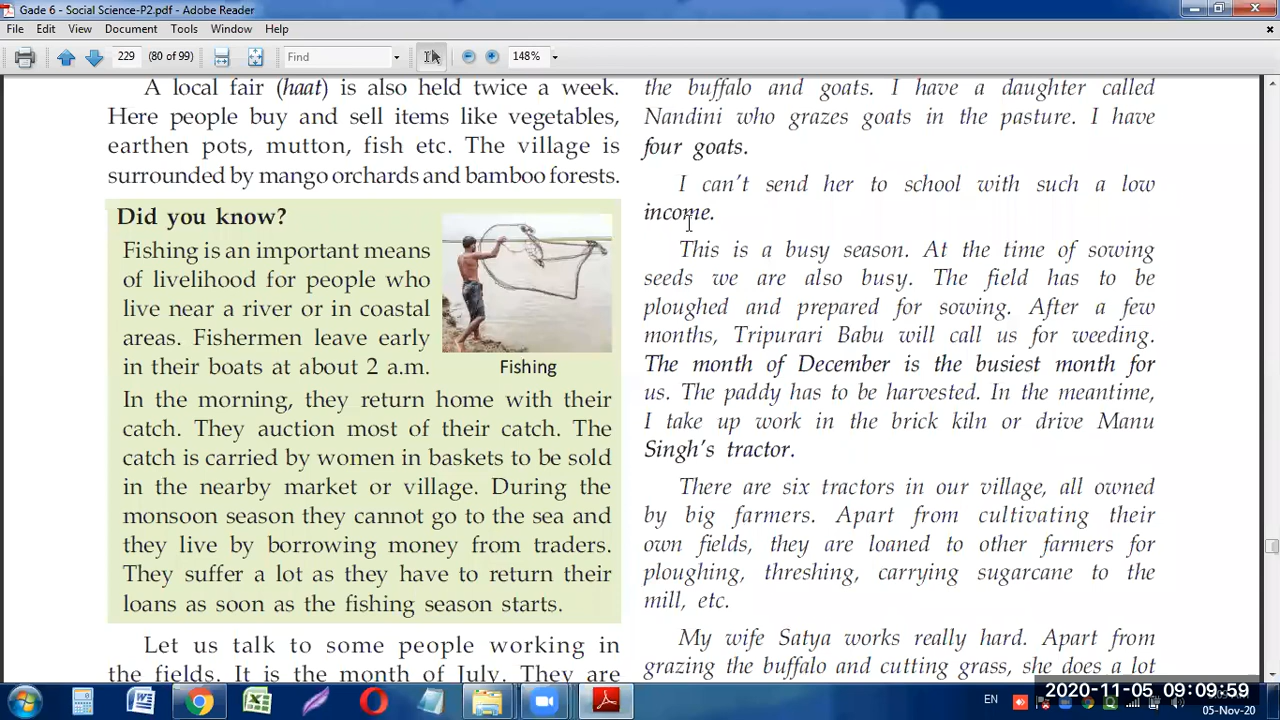 Gade 6 - Social Science-P2.pdf - Adobe Reader
File Edit View Document Tools Window Help
229 (80 of 99) Find 148%
A local fair (haat) is also held twice a week.
Here people buy and sell items like vegetables,
earthen pots, mutton, fish etc. The village is
surrounded by mango orchards and bamboo forests.
Did you know?
Fishing is an important means
of livelihood for people who
live near a river or in coastal
areas. Fishermen leave early
in their boats at about 2 a.m.
Fishing
In the morning, they return home with their
catch. They auction most of their catch. The
catch is carried by women in baskets to be sold
in the nearby market or village. During the
monsoon season they cannot go to the sea and
they live by borrowing money from traders.
They suffer a lot as they have to return their
loans as soon as the fishing season starts.
Let us talk to some people working in
the fields. It is the month of July. They are
the buffalo and goats. I have a daughter called
Nandini who grazes goats in the pasture. I have
four goats.
I can't send her to school with such a low
income.
This is a busy season. At the time of sowing
seeds we are also busy. The field has to be
ploughed and prepared for sowing. After a few
months, Tripurari Babu will call us for weeding.
The month of December is the busiest month for
us. The paddy has to be harvested. In the meantime,
I take up work in the brick kiln or drive Manu
Singh's tractor.
There are six tractors in our village, all owned
by big farmers. Apart from cultivating their
own fields, they are loaned to other farmers for
ploughing, threshing, carrying sugarcane to the
mill, etc.
My wife Satya works really hard. Apart from
grazing the buffalo and cutting grass, she does a lot
EN
2020-11-05 09:09:59
05-Nov-20